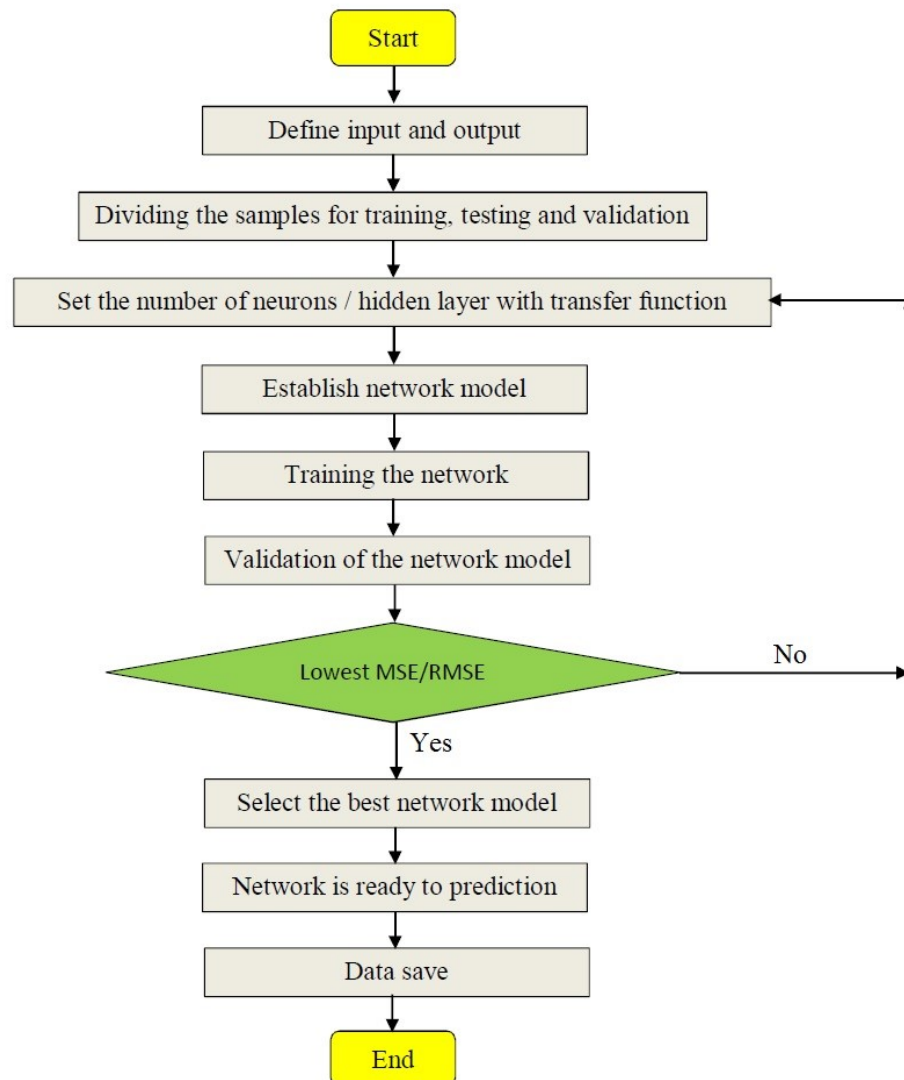 Start
Define input and output
Dividing the samples for training, testing and validation
Set the number of neurons / hidden layer with transfer function
Establish network model
Training the network
Validation of the network model
Lowest MSE/RMSE
No
Yes
Select the best network model
Network is ready to prediction
Data save
End